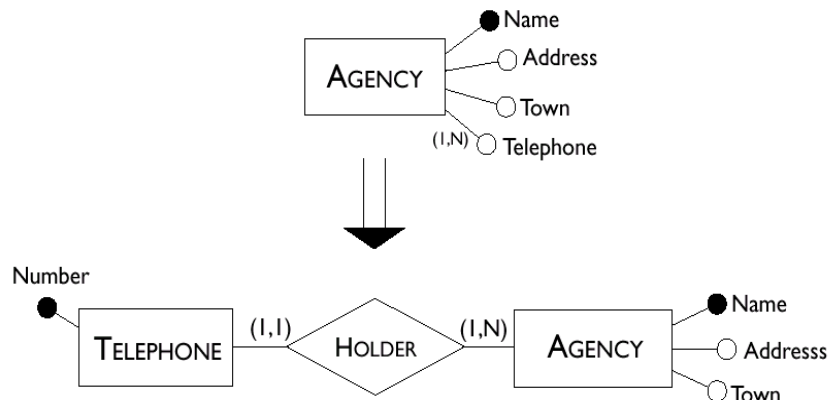 Name
Address
AGENCY
Town
(1,N)
Telephone
Number
Name
(1,1)
(1,N)
TELEPHONE
HOLDER
AGENCY
Addresss
Town